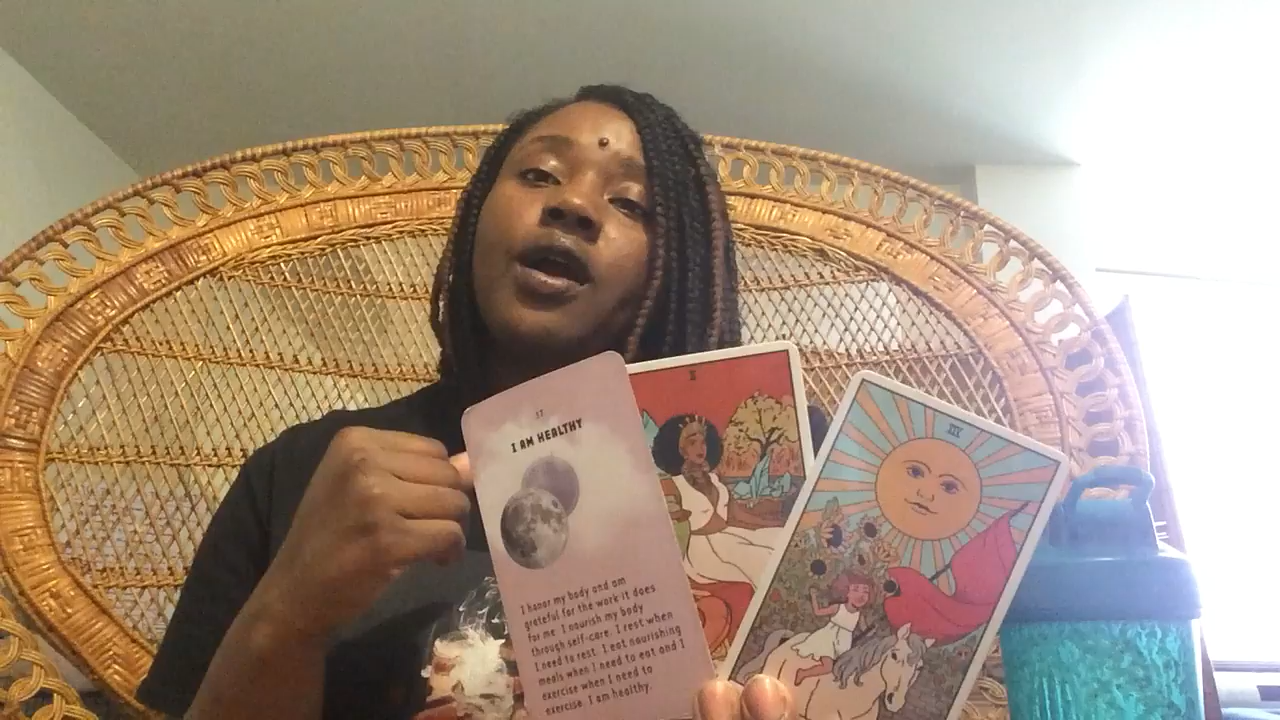 I AM HEALTHY
I honor my body and am
grateful for the work it does
for me. I nourish my body
through self-care. I rest when
I need to rest. I eat nourishing
meals when I need to eat and I
exercise when I need to
exercise. I am healthy.